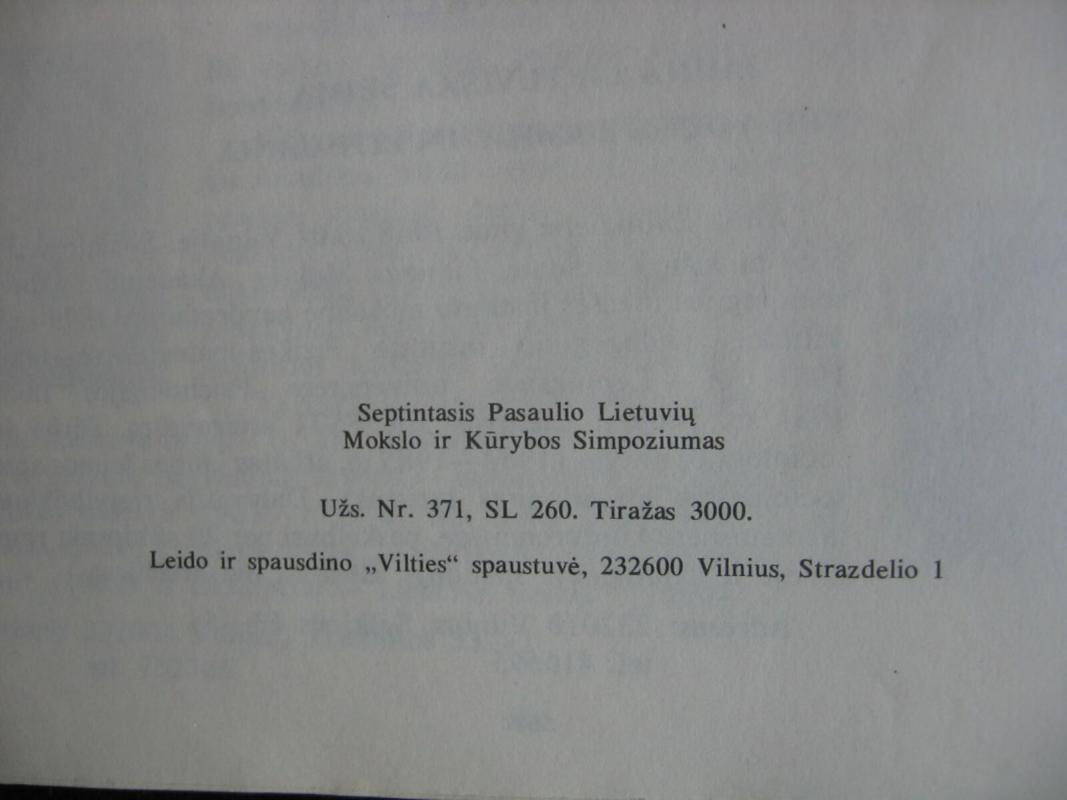 Septintasis Pasaulio Lietuvių
Mokslo ir Kūrybos Simpoziumas
Užs. Nr. 371, SL 260. Tiražas 3000.
Leido ir spausdino „Vilties“ spaustuvė, 232600 Vilnius, Strazdelio 1